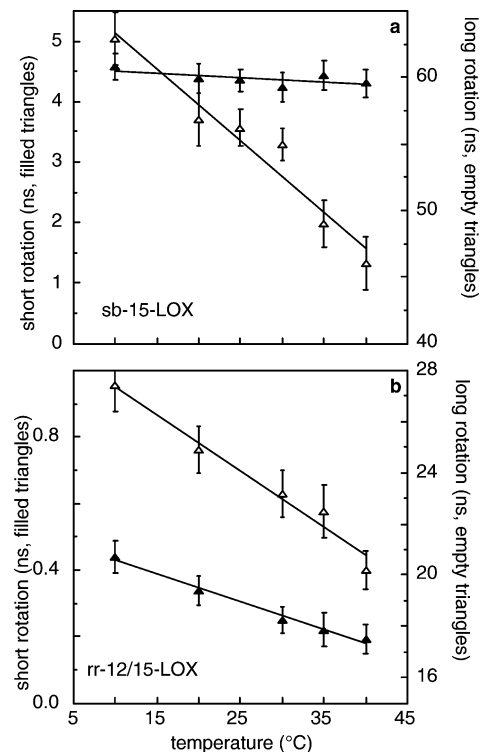 a
5
4
3
2
1
0
short rotation (ns, filled triangles)
60
50
40
long rotation (ns, empty triangles)
sb-15-LOX
b
0.8
0.4
0.0
short rotation (ns, filled triangles)
28
24
20
16
long rotation (ns, empty triangles)
rr-12/15-LOX
5 15 25 35 45
temperature (°C)